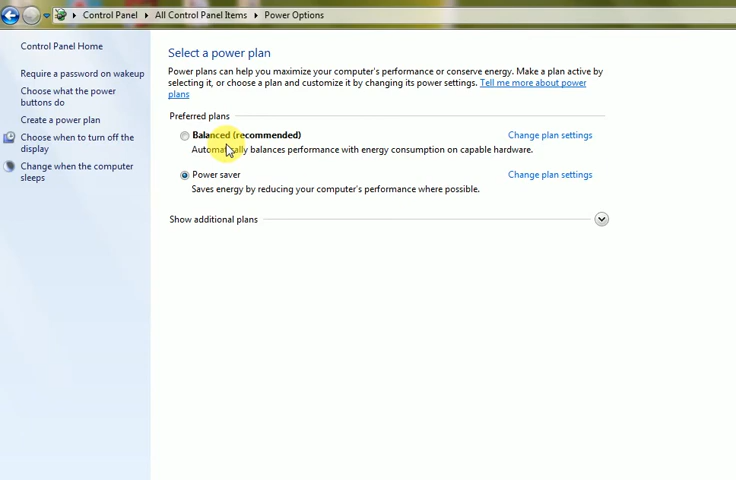 Control Panel All Control Panel Items Power Options
Control Panel Home
Require a password on wakeup
Choose what the power
buttons do
Create a power plan
Choose when to turn off the
display
Change when the computer
sleeps
Select a power plan
Power plans can help you maximize your computer's performance or conserve energy. Make a plan active by
selecting it, or choose a plan and customize it by changing its power settings. Tell me more about power
plans
Preferred plans
Balanced (recommended) Change plan settings
Automatically balances performance with energy consumption on capable hardware.
Power saver Change plan settings
Saves energy by reducing your computer's performance where possible.
Show additional plans